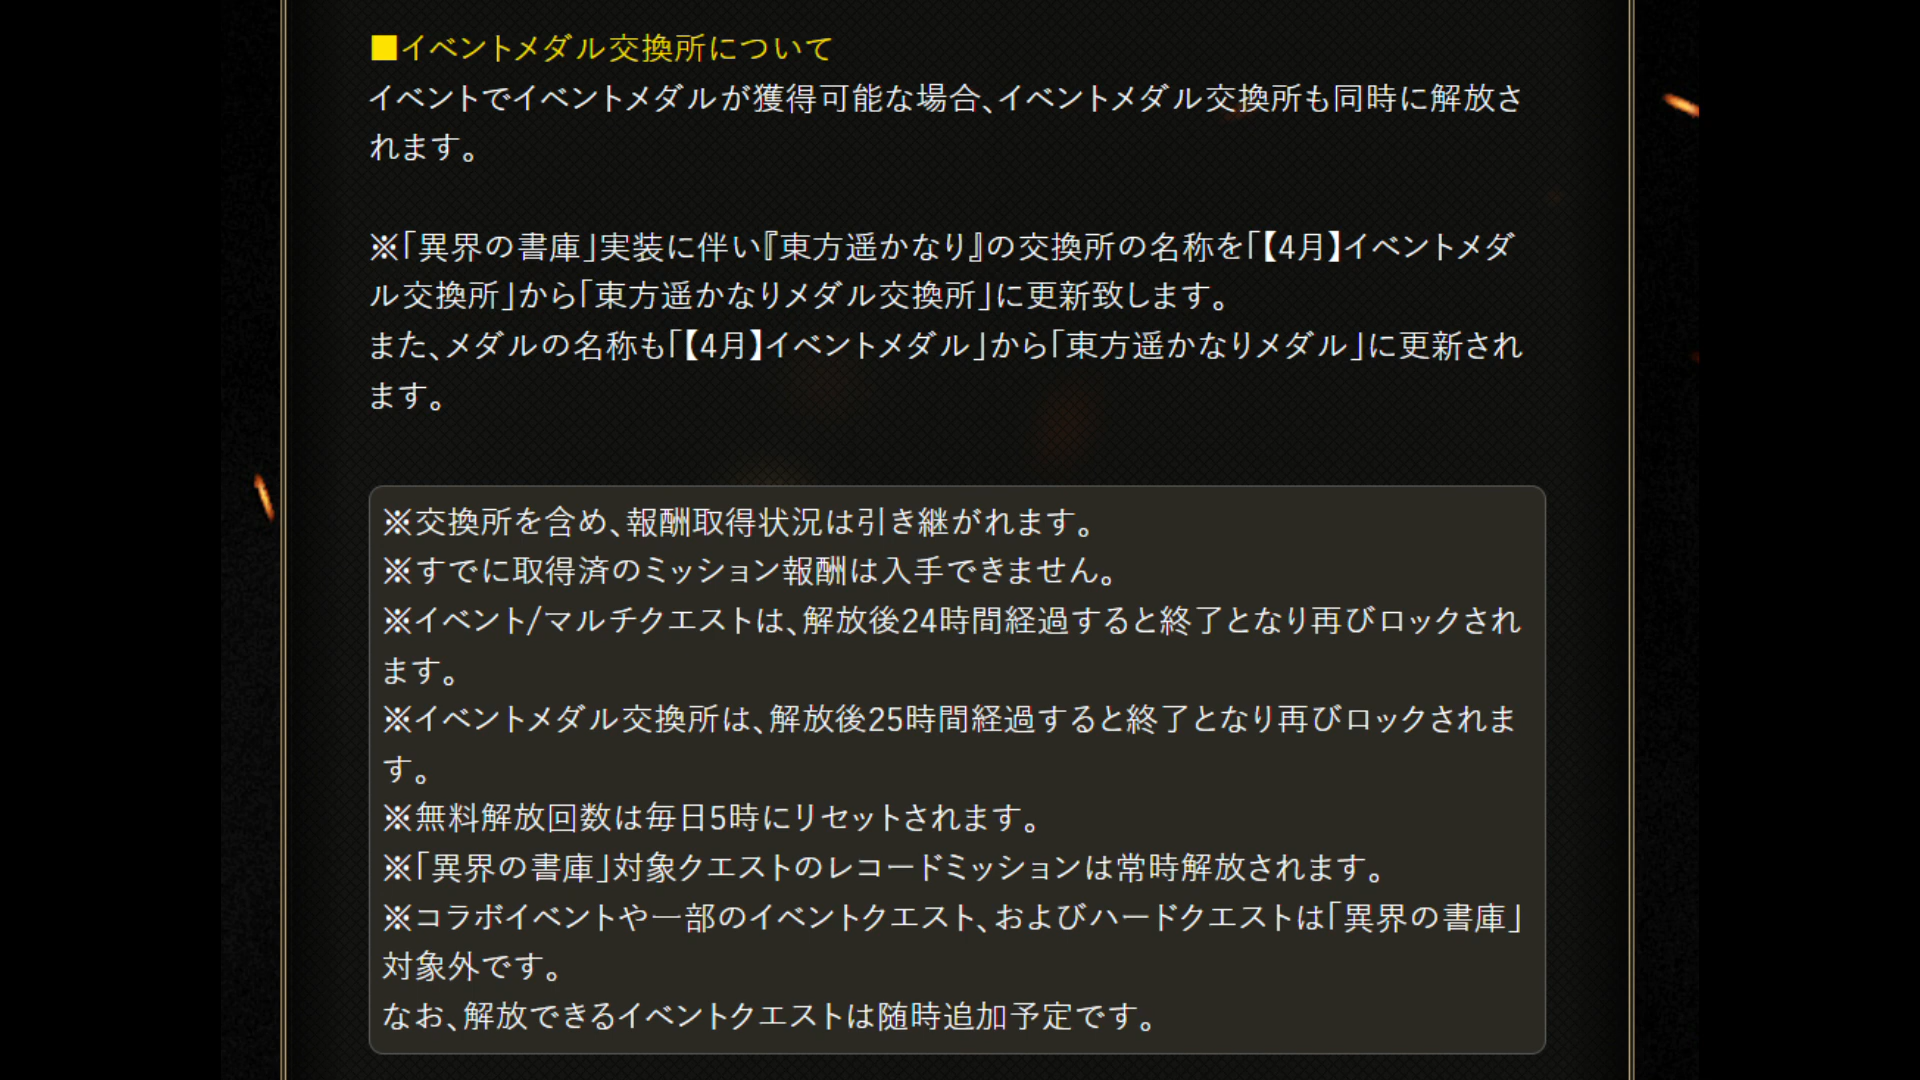 ■イベントメダル交換所について
イベントでイベントメダルが獲得可能な場合、イベントメダル交換所も同時に解放さ
れます。
※「異界の書庫」実装に伴い『東方遥かなり』の交換所の名称を「【4月】イベントメダ
ル交換所」から「東方遥かなりメダル交換所」に更新致します。
また、メダルの名称も「【4月】イベントメダル」から「東方遥かなりメダル」に更新され
ます。
※交換所を含め、報酬取得状況は引き継がれます。
※すでに取得済のミッション報酬は入手できません。
※イベント/マルチクエストは、解放後24時間経過すると終了となり再びロックされ
ます。
※イベントメダル交換所は、解放後25時間経過すると終了となり再びロックされま
す。
※無料解放回数は毎日5時にリセットされます。
※「異界の書庫」対象クエストのレコードミッションは常時解放されます。
※コラボイベントや一部のイベントクエスト、およびハードクエストは「異界の書庫」
対象外です。
なお、解放できるイベントクエストは随時追加予定です。